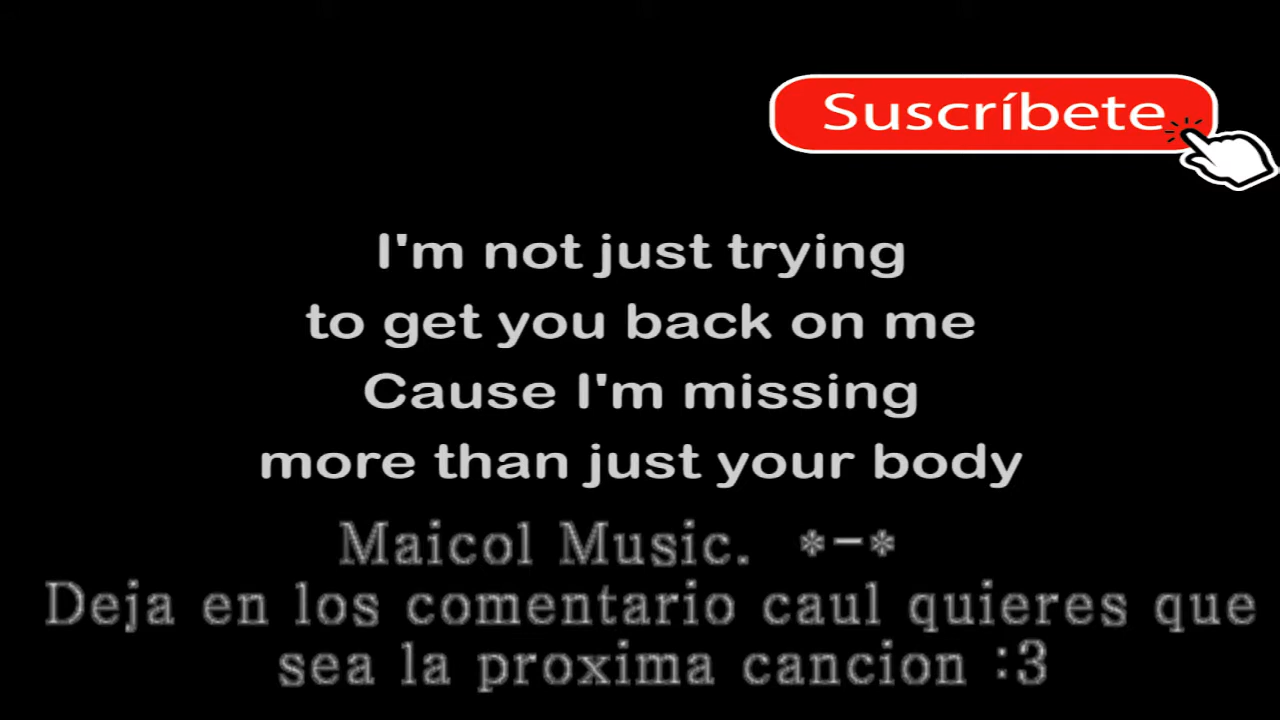 Suscríbete
I'm not just trying
to get you back on me
Cause I'm missing
more than just your body
Maicol Music. *-*
Deja en los comentario caul quieres que
sea la proxima cancion :3